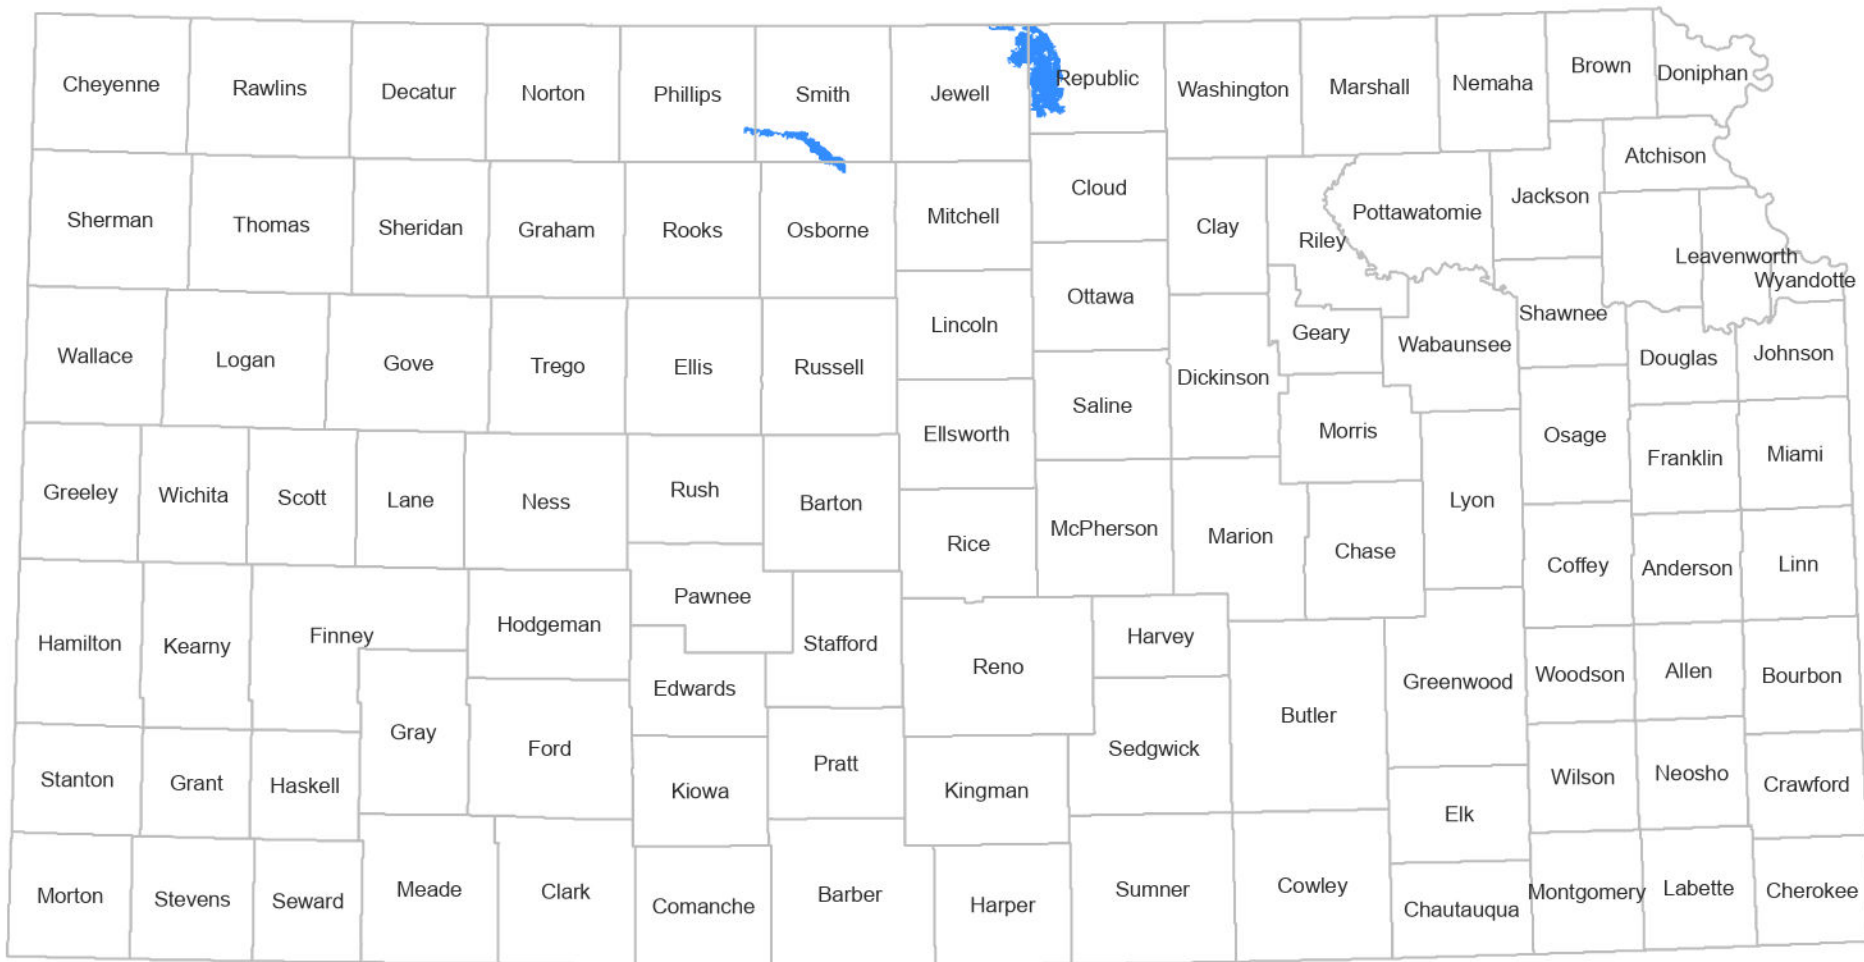 Cheyenne
Rawlins
Decatur
Norton
Phillips
Smith
Jewell
Republic
Washington
Marshall
Nemaha
Brown
Doniphan
Sherman
Thomas
Sheridan
Graham
Rooks
Osborne
Mitchell
Cloud
Clay
Riley
Pottawatomie
Jackson
Atchison
Leavenworth
Wyandotte
Wallace
Logan
Gove
Trego
Ellis
Russell
Lincoln
Ottawa
Saline
Dickinson
Geary
Wabaunsee
Shawnee
Douglas
Johnson
Greeley
Wichita
Scott
Lane
Ness
Rush
Barton
Ellsworth
Rice
McPherson
Marion
Morris
Chase
Lyon
Osage
Franklin
Miami
Coffey
Anderson
Linn
Hamilton
Kearny
Finney
Hodgeman
Pawnee
Stafford
Edwards
Reno
Harvey
Butler
Greenwood
Woodson
Allen
Bourbon
Stanton
Grant
Haskell
Gray
Ford
Kiowa
Pratt
Kingman
Sedgwick
Elk
Wilson
Neosho
Crawford
Morton
Stevens
Seward
Meade
Clark
Comanche
Barber
Harper
Sumner
Cowley
Chautauqua
Montgomery
Labette
Cherokee